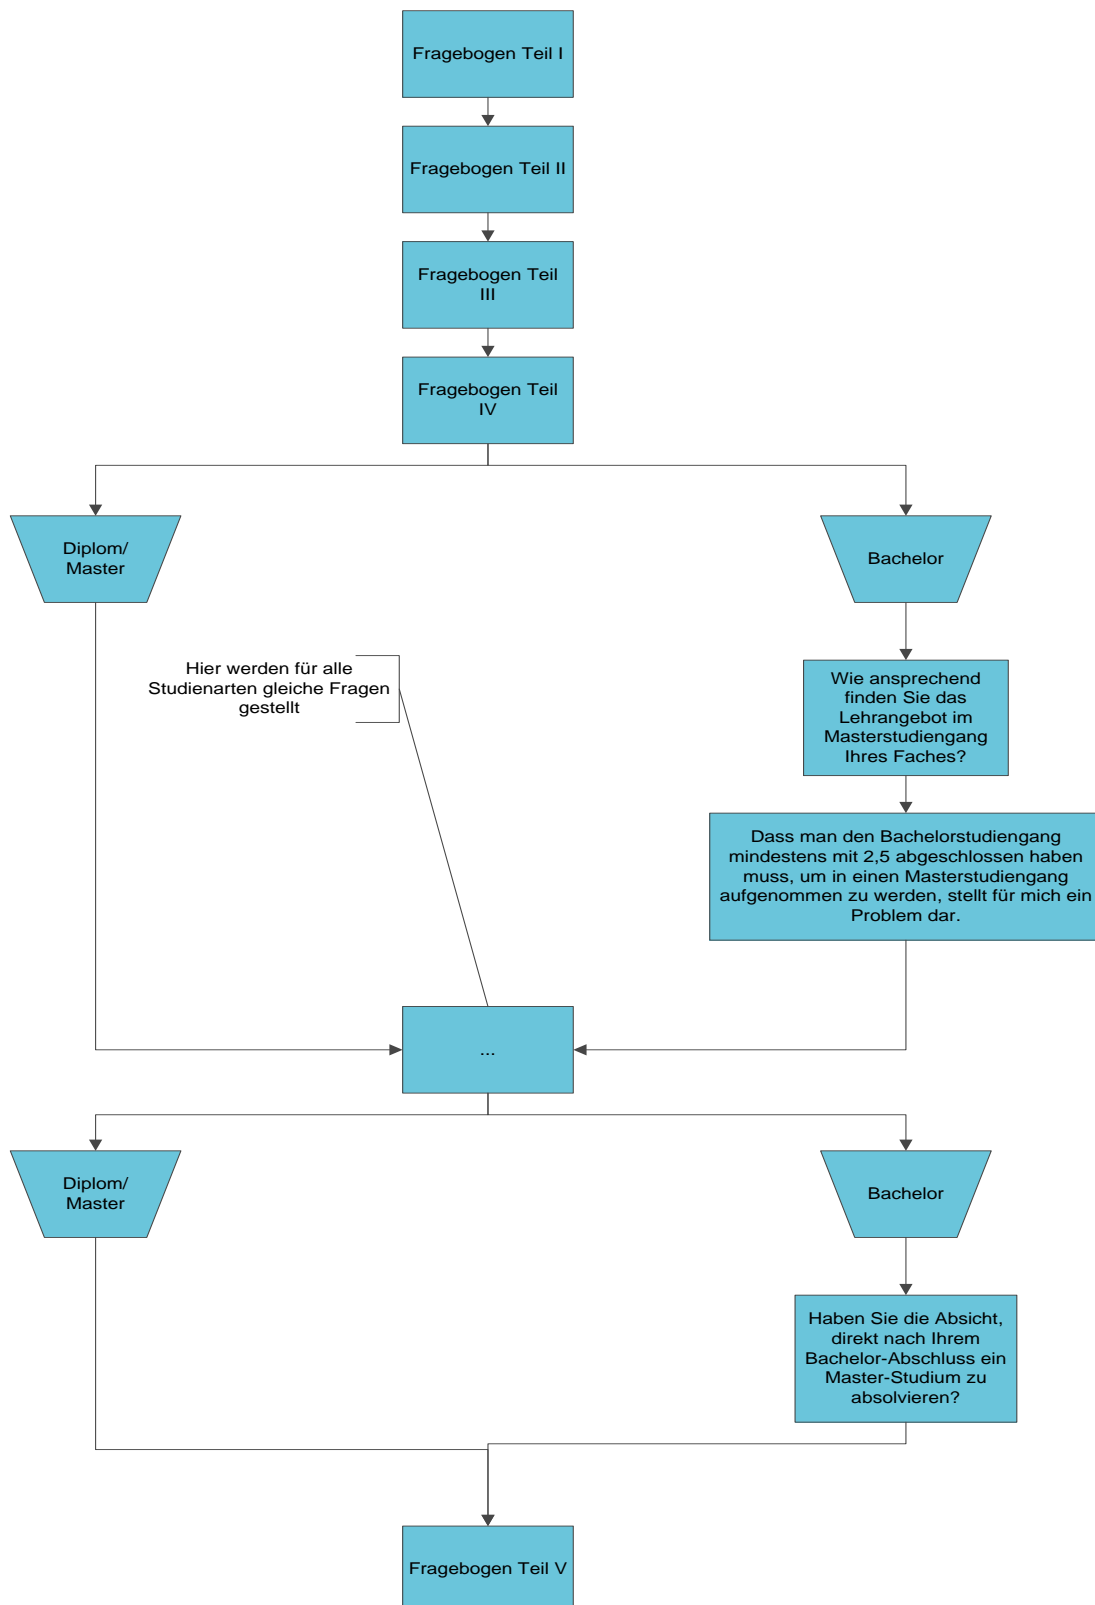 Fragebogen Teil I
Fragebogen Teil II
Fragebogen Teil
III
Fragebogen Teil
IV
Diplom/
Master
Bachelor
Hier werden für alle
Studienarten gleiche Fragen
gestellt
Wie ansprechend
finden Sie das
Lehrangebot im
Masterstudiengang
Ihres Faches?
Dass man den Bachelorstudiengang
mindestens mit 2,5 abgeschlossen haben
muss, um in einen Masterstudiengang
aufgenommen zu werden, stellt für mich ein
Problem dar.
...
Diplom/
Master
Bachelor
Haben Sie die Absicht,
direkt nach Ihrem
Bachelor-Abschluss ein
Master-Studium zu
absolvieren?
Fragebogen Teil V